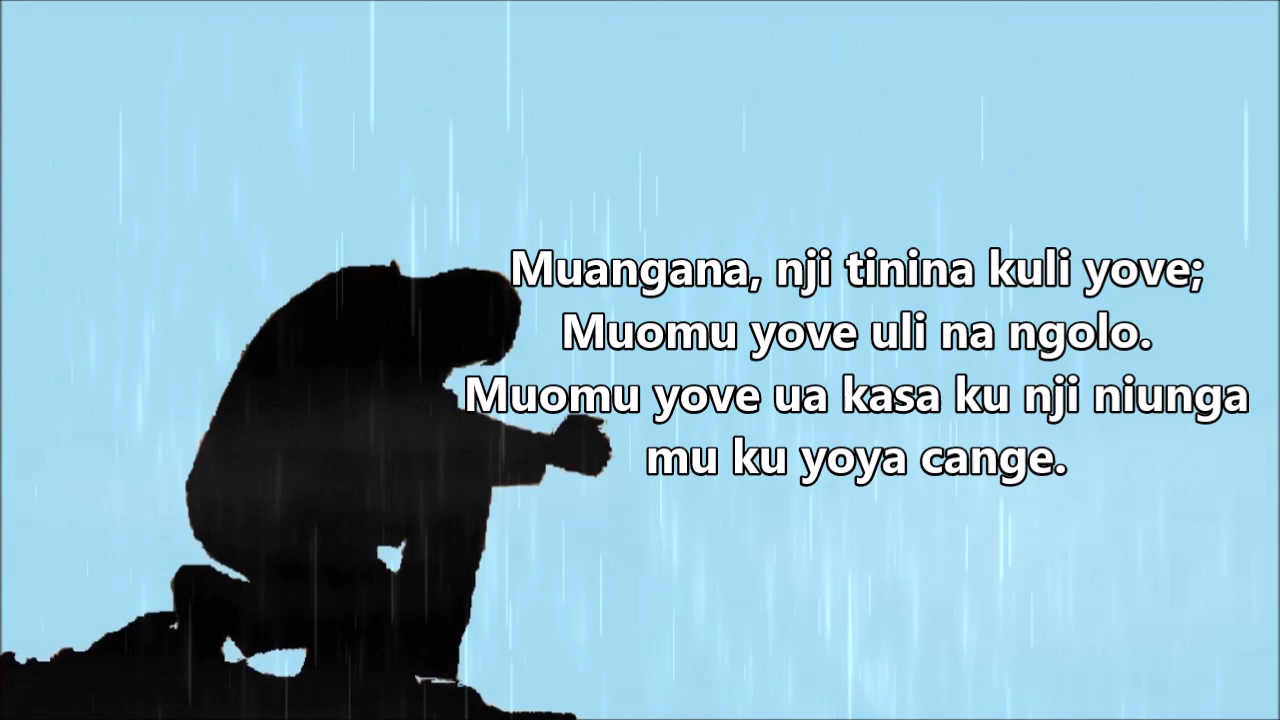 Muangana, nji tinina kuli yove;
Muomu yove uli na ngolo.
Muomu yove ua kasa ku nji niunga
mu ku yoya cange.